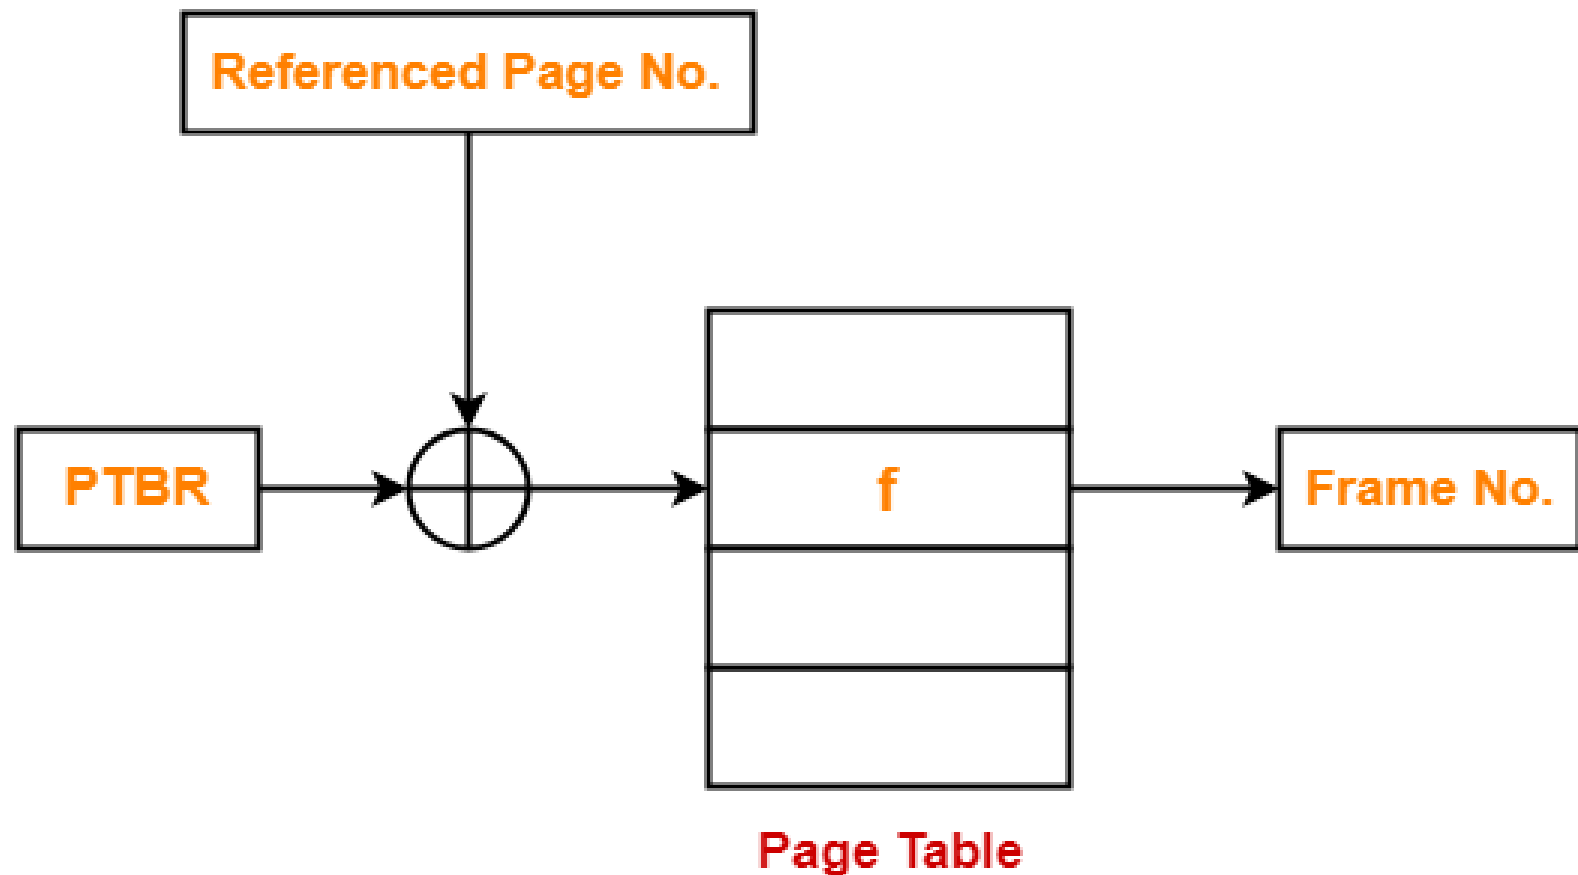 Referenced Page No.
PTBR
f
Frame No.
Page Table